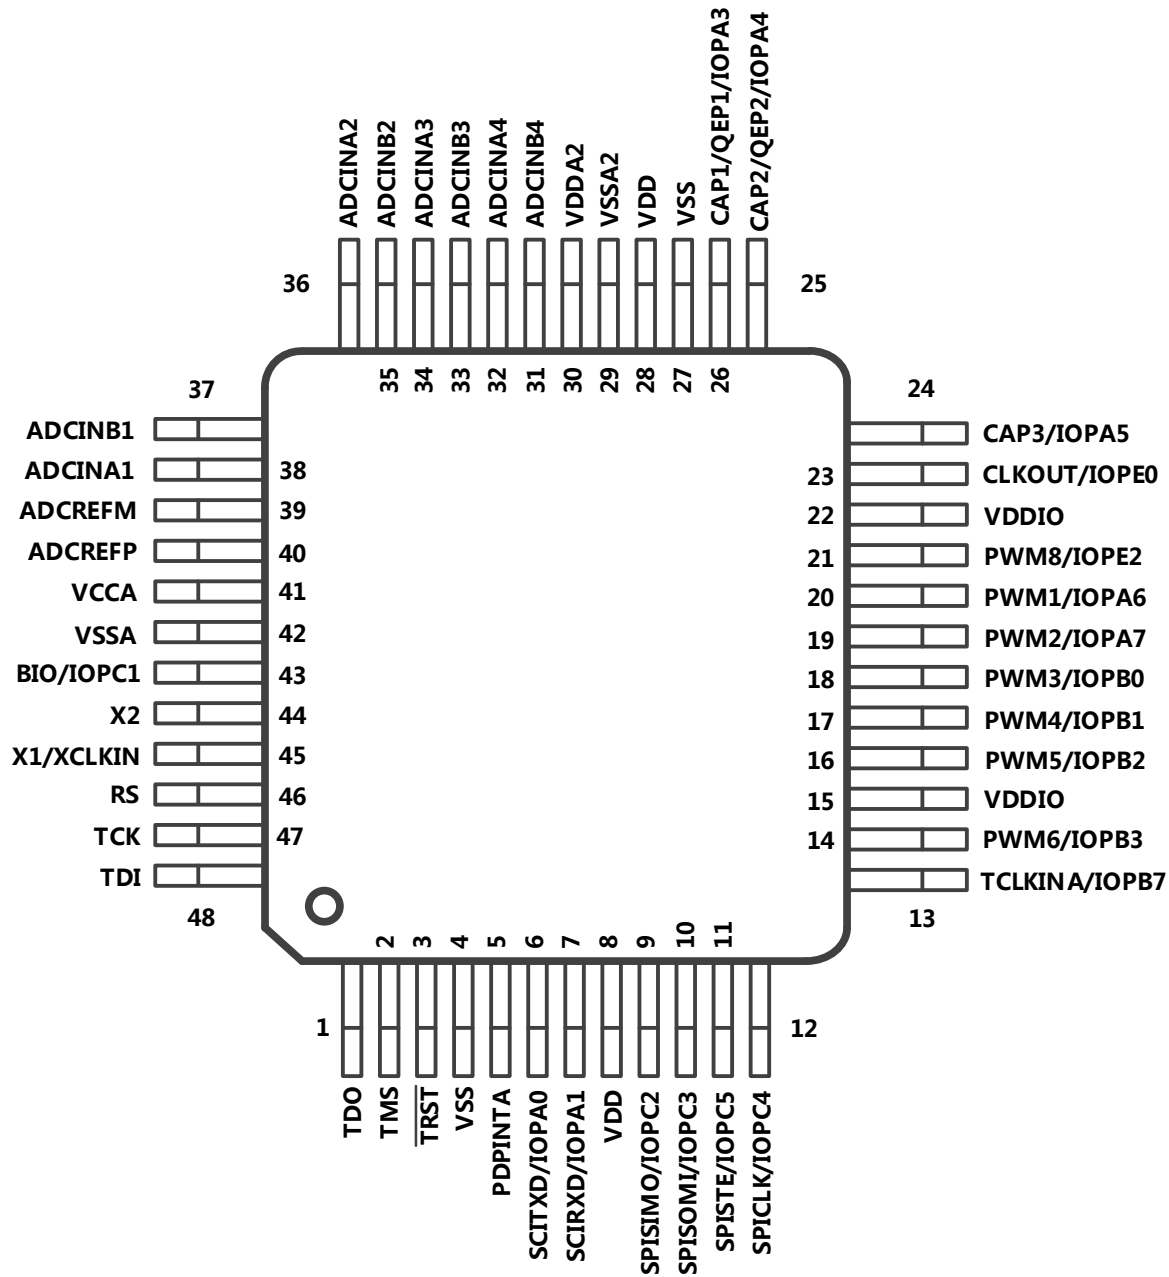 ADCINA2
ADCINB2
ADCINA3
ADCINB3
ADCINA4
ADCINB4
VDDA2
VSSA2
VDD
VSS
CAP1/QEP1/IOPA3
CAP2/QEP2/IOPA4
36
25
35
34
33
32
31
30
29
28
27
26
37
24
ADCINB1
CAP3/IOPA5
ADCINA1
38
23
CLKOUT/IOPE0
ADCREFM
39
22
VDDIO
ADCREFP
40
21
PWM8/IOPE2
VCCA
41
20
PWM1/IOPA6
VSSA
42
19
PWM2/IOPA7
BIO/IOPC1
43
18
PWM3/IOPB0
X2
44
17
PWM4/IOPB1
X1/XCLKIN
45
16
PWM5/IOPB2
RS
46
15
VDDIO
TCK
47
14
PWM6/IOPB3
TDI
TCLKINA/IOPB7
48
13
2
3
4
5
6
7
8
9
10
11
1
12
TDO
TMS
TRST
VSS
PDPINTA
SCITXD/IOPA0
SCIRXD/IOPA1
VDD
SPISIMO/IOPC2
SPISOMI/IOPC3
SPISTE/IOPC5
SPICLK/IOPC4